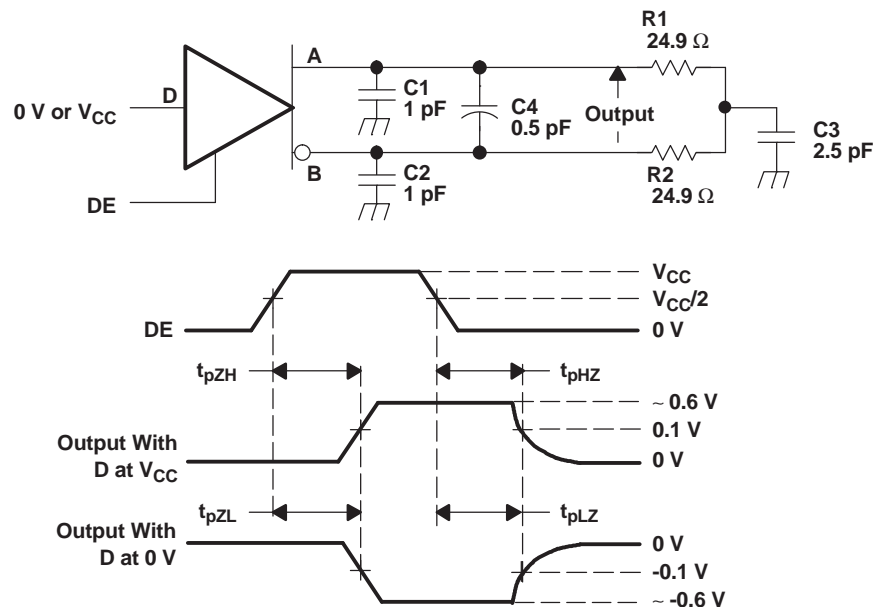 R1
24.9 Ω
A
D
0 V or VCC
C1
1 pF
C4
0.5 pF
Output
C3
2.5 pF
B
C2
1 pF
R2
24.9 Ω
DE
VCC
VCC/2
DE
0 V
tpZH
tpHZ
~ 0.6 V
0.1 V
Output With
D at VCC
0 V
tpZL
tpLZ
Output With
D at 0 V
0 V
-0.1 V
~ -0.6 V